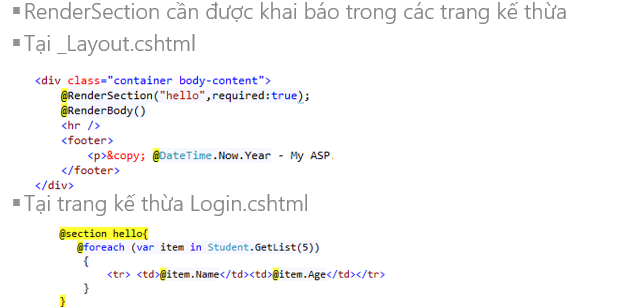 ▪RenderSection cần được khai báo trong các trang kế thừa
▪Tại _Layout.cshtml
<div class="container body-content">
    @RenderSection("hello",required:true);
    @RenderBody()
    <hr />
    <footer>
        <p>&copy; @DateTime.Now.Year - My ASP.
    </footer>
</div>
▪Tại trang kế thừa Login.cshtml
@section hello{
    @foreach (var item in Student.GetList(5))
    {
        <tr> <td>@item.Name</td><td>@item.Age</td></tr>
    }
}